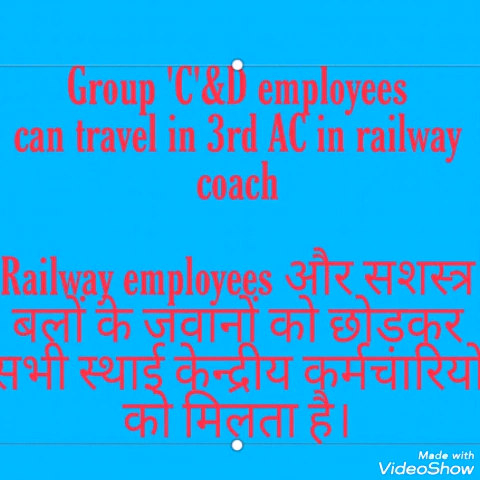 Group 'C'&D employees
can travel in 3rd AC in railway
coach
Railway employees और सशस्त्र
बलों के जवानों को छोड़कर
सभी स्थाई केन्द्रीय कर्मचारियों
को मिलता है।
Made with
VideoShow